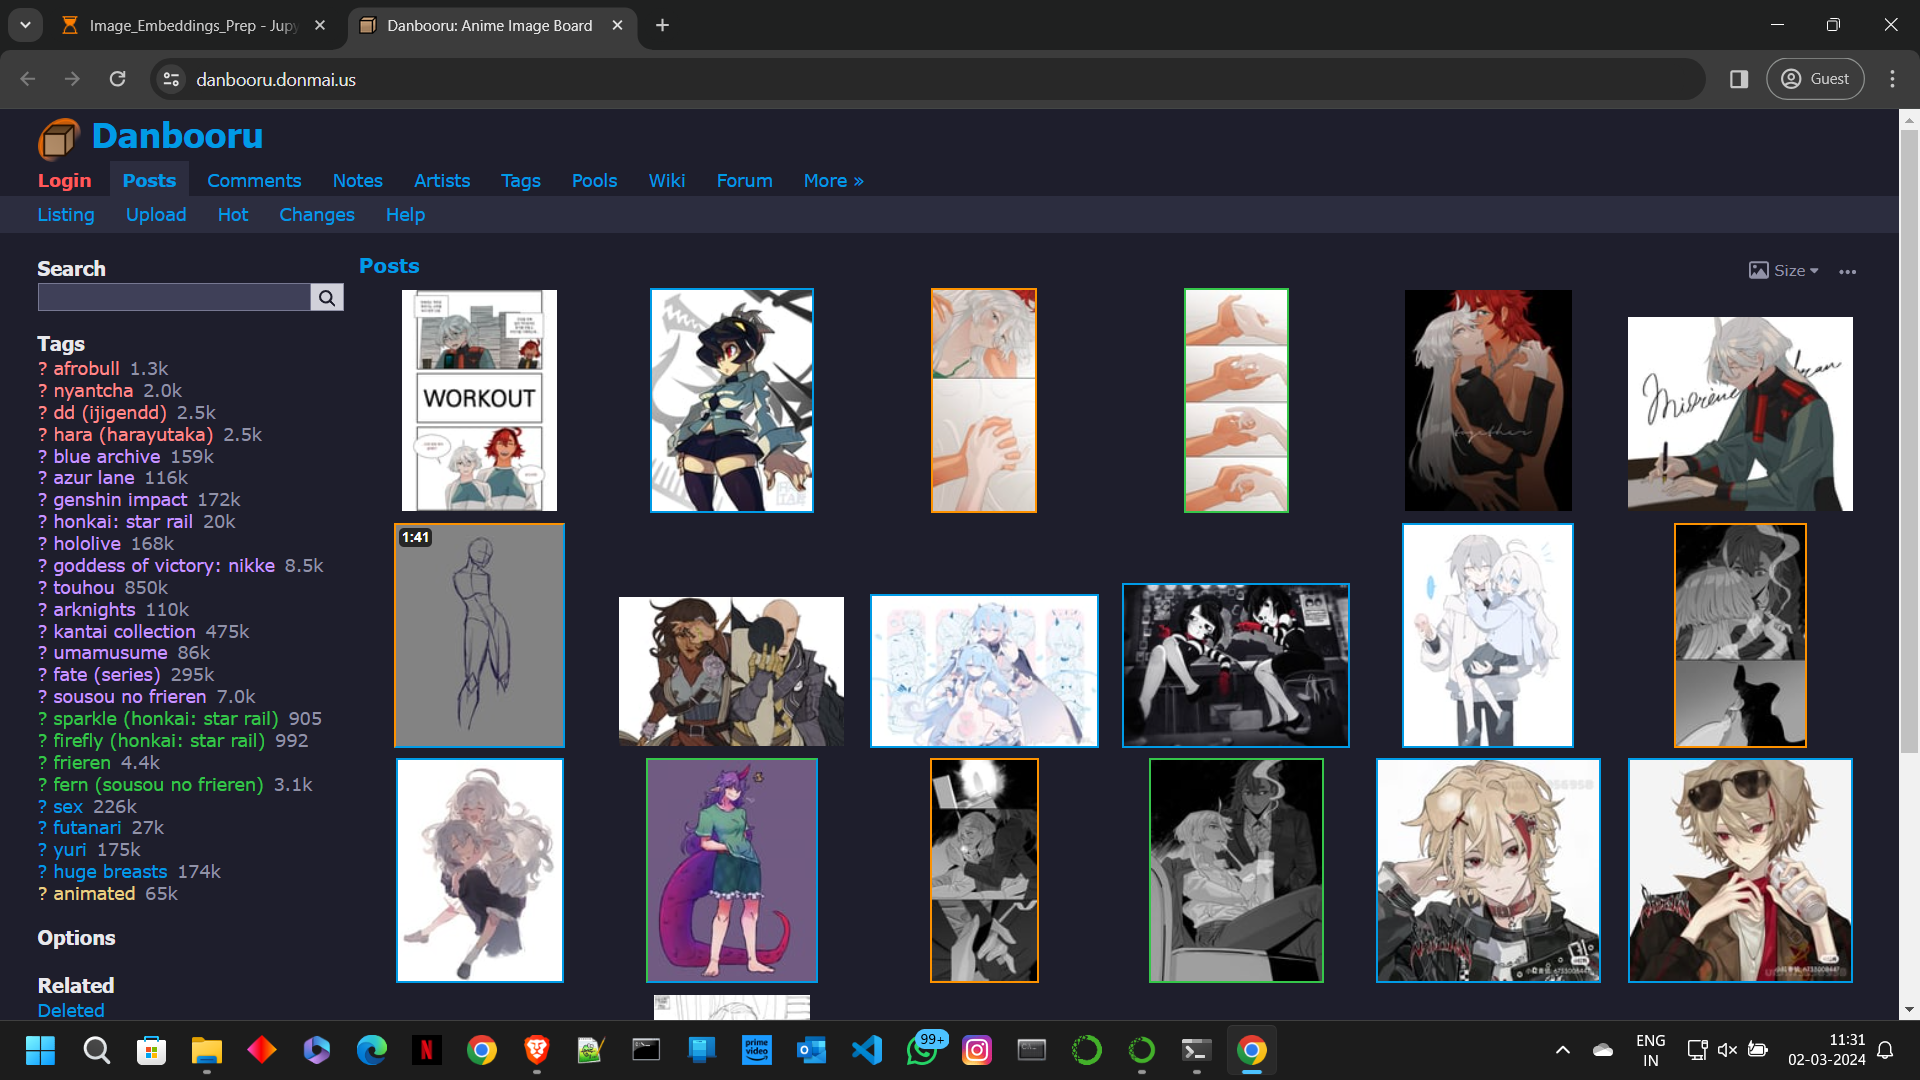 Image_Embeddings_Prep - Jupy
Danbooru: Anime Image Board
danbooru.donmai.us
Guest
Danbooru
Login Posts Comments Notes Artists Tags Pools Wiki Forum More »
Listing Upload Hot Changes Help
Search
Posts
Size
WORKOUT
together
Miorine
1:41
Tags
? afrobull 1.3k
? nyantcha 2.0k
? dd (ijigendd) 2.5k
? hara (harayutaka) 2.5k
? blue archive 159k
? azur lane 116k
? genshin impact 172k
? honkai: star rail 20k
? hololive 168k
? goddess of victory: nikke 8.5k
? touhou 850k
? arknights 110k
? kantai collection 475k
? umamusume 86k
? fate (series) 295k
? sousou no frieren 7.0k
? sparkle (honkai: star rail) 905
? firefly (honkai: star rail) 992
? frieren 4.4k
? fern (sousou no frieren) 3.1k
? sex 226k
? futanari 27k
? yuri 175k
? huge breasts 174k
? animated 65k
Options
Related
Deleted
prime video
99+
ENG
IN
11:31
02-03-2024